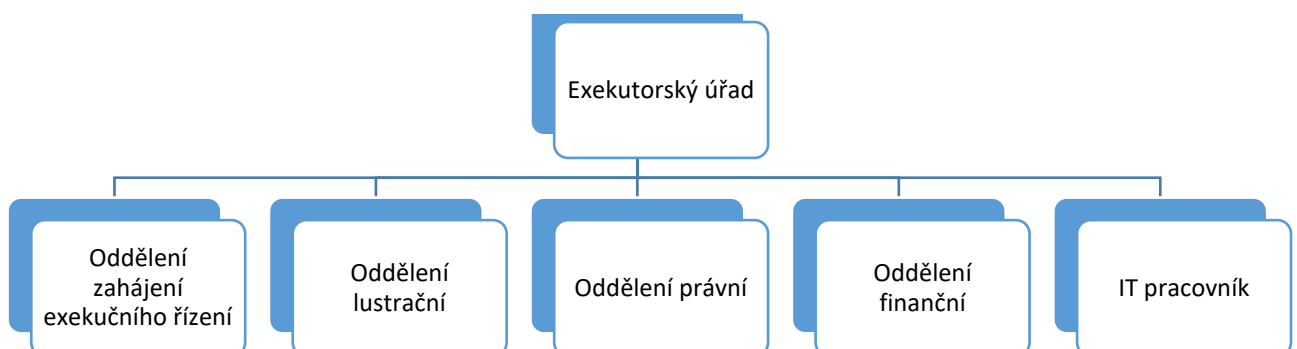 Exekutorský úřad
Oddělení
zahájení
exekučního řízení
Oddělení
lustrační
Oddělení právní
Oddělení
finanční
IT pracovník